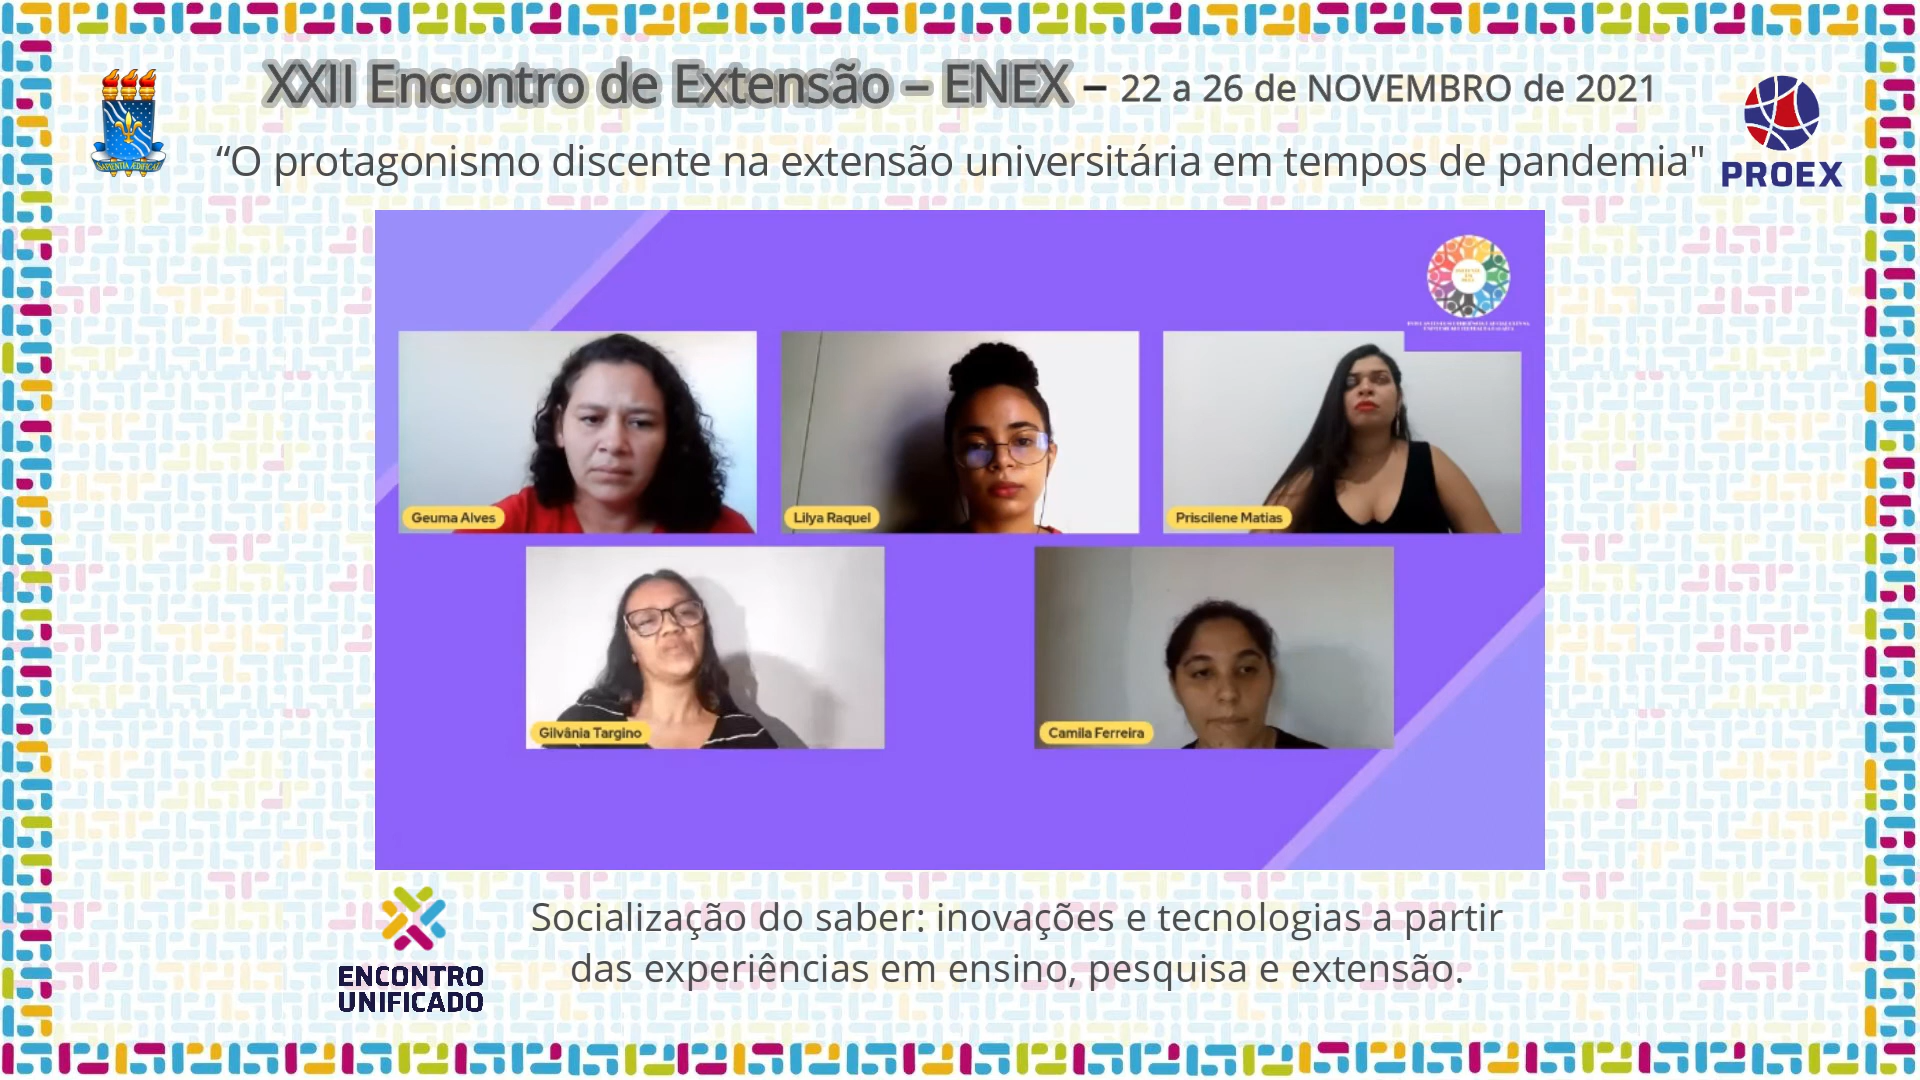 XXII Encontro de Extensão – ENEX – 22 a 26 de NOVEMBRO de 2021
“O protagonismo discente na extensão universitária em tempos de pandemia"
PROEX
Geuma Alves
Lilya Raquel
Priscilene Matias
Gilvânia Targino
Camila Ferreira
Socialização do saber: inovações e tecnologias a partir
das experiências em ensino, pesquisa e extensão.
ENCONTRO
UNIFICADO